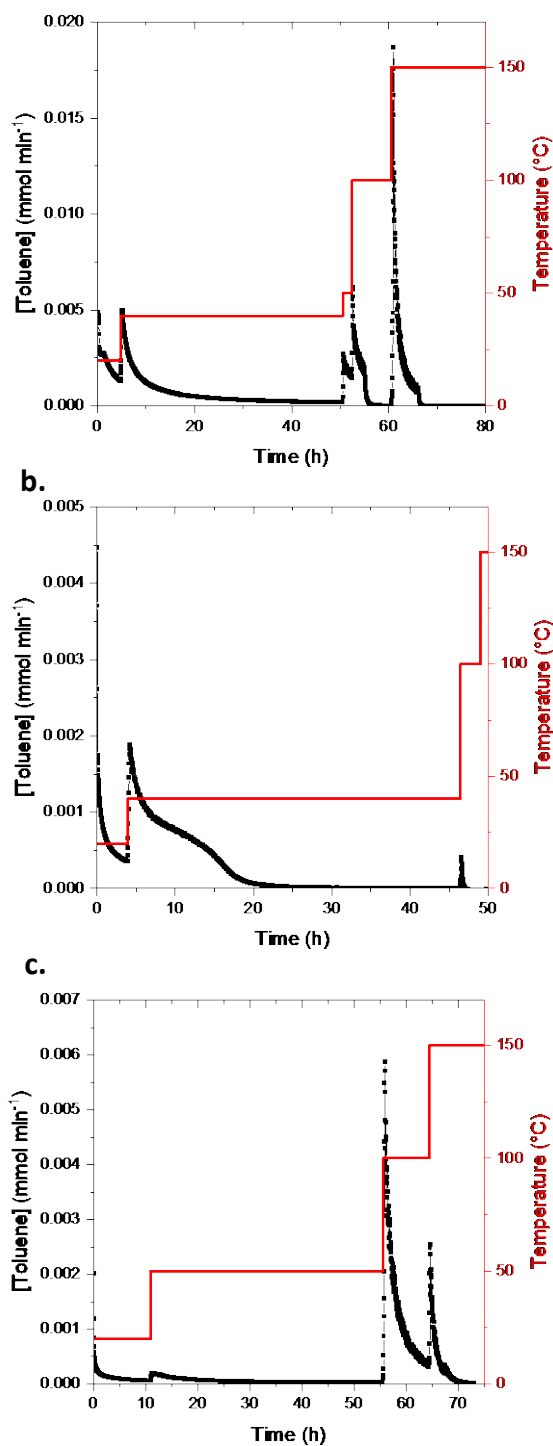 0.020
0.015
0.010
0.005
0.000
[Toluene] (mmol mln⁻¹)
150
100
50
0
Temperature (°C)
0 20 40 60 80
Time (h)
b.
0.005
0.004
0.003
0.002
0.001
0.000
[Toluene] (mmol mln⁻¹)
150
100
50
0
Temperature (°C)
0 10 20 30 40 50
Time (h)
c.
0.007
0.006
0.005
0.004
0.003
0.002
0.001
0.000
[Toluene] (mmol mln⁻¹)
150
100
50
0
Temperature (°C)
0 10 20 30 40 50 60 70
Time (h)